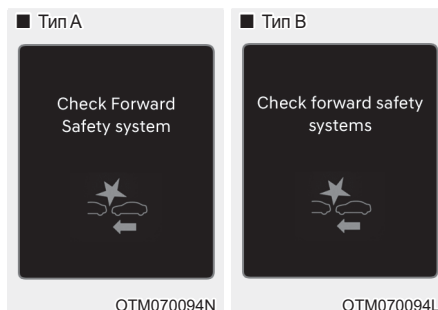 ■ Тип A
Check Forward
Safety system
OTM070094N
■ Тип B
Check forward safety
systems
OTM070094L